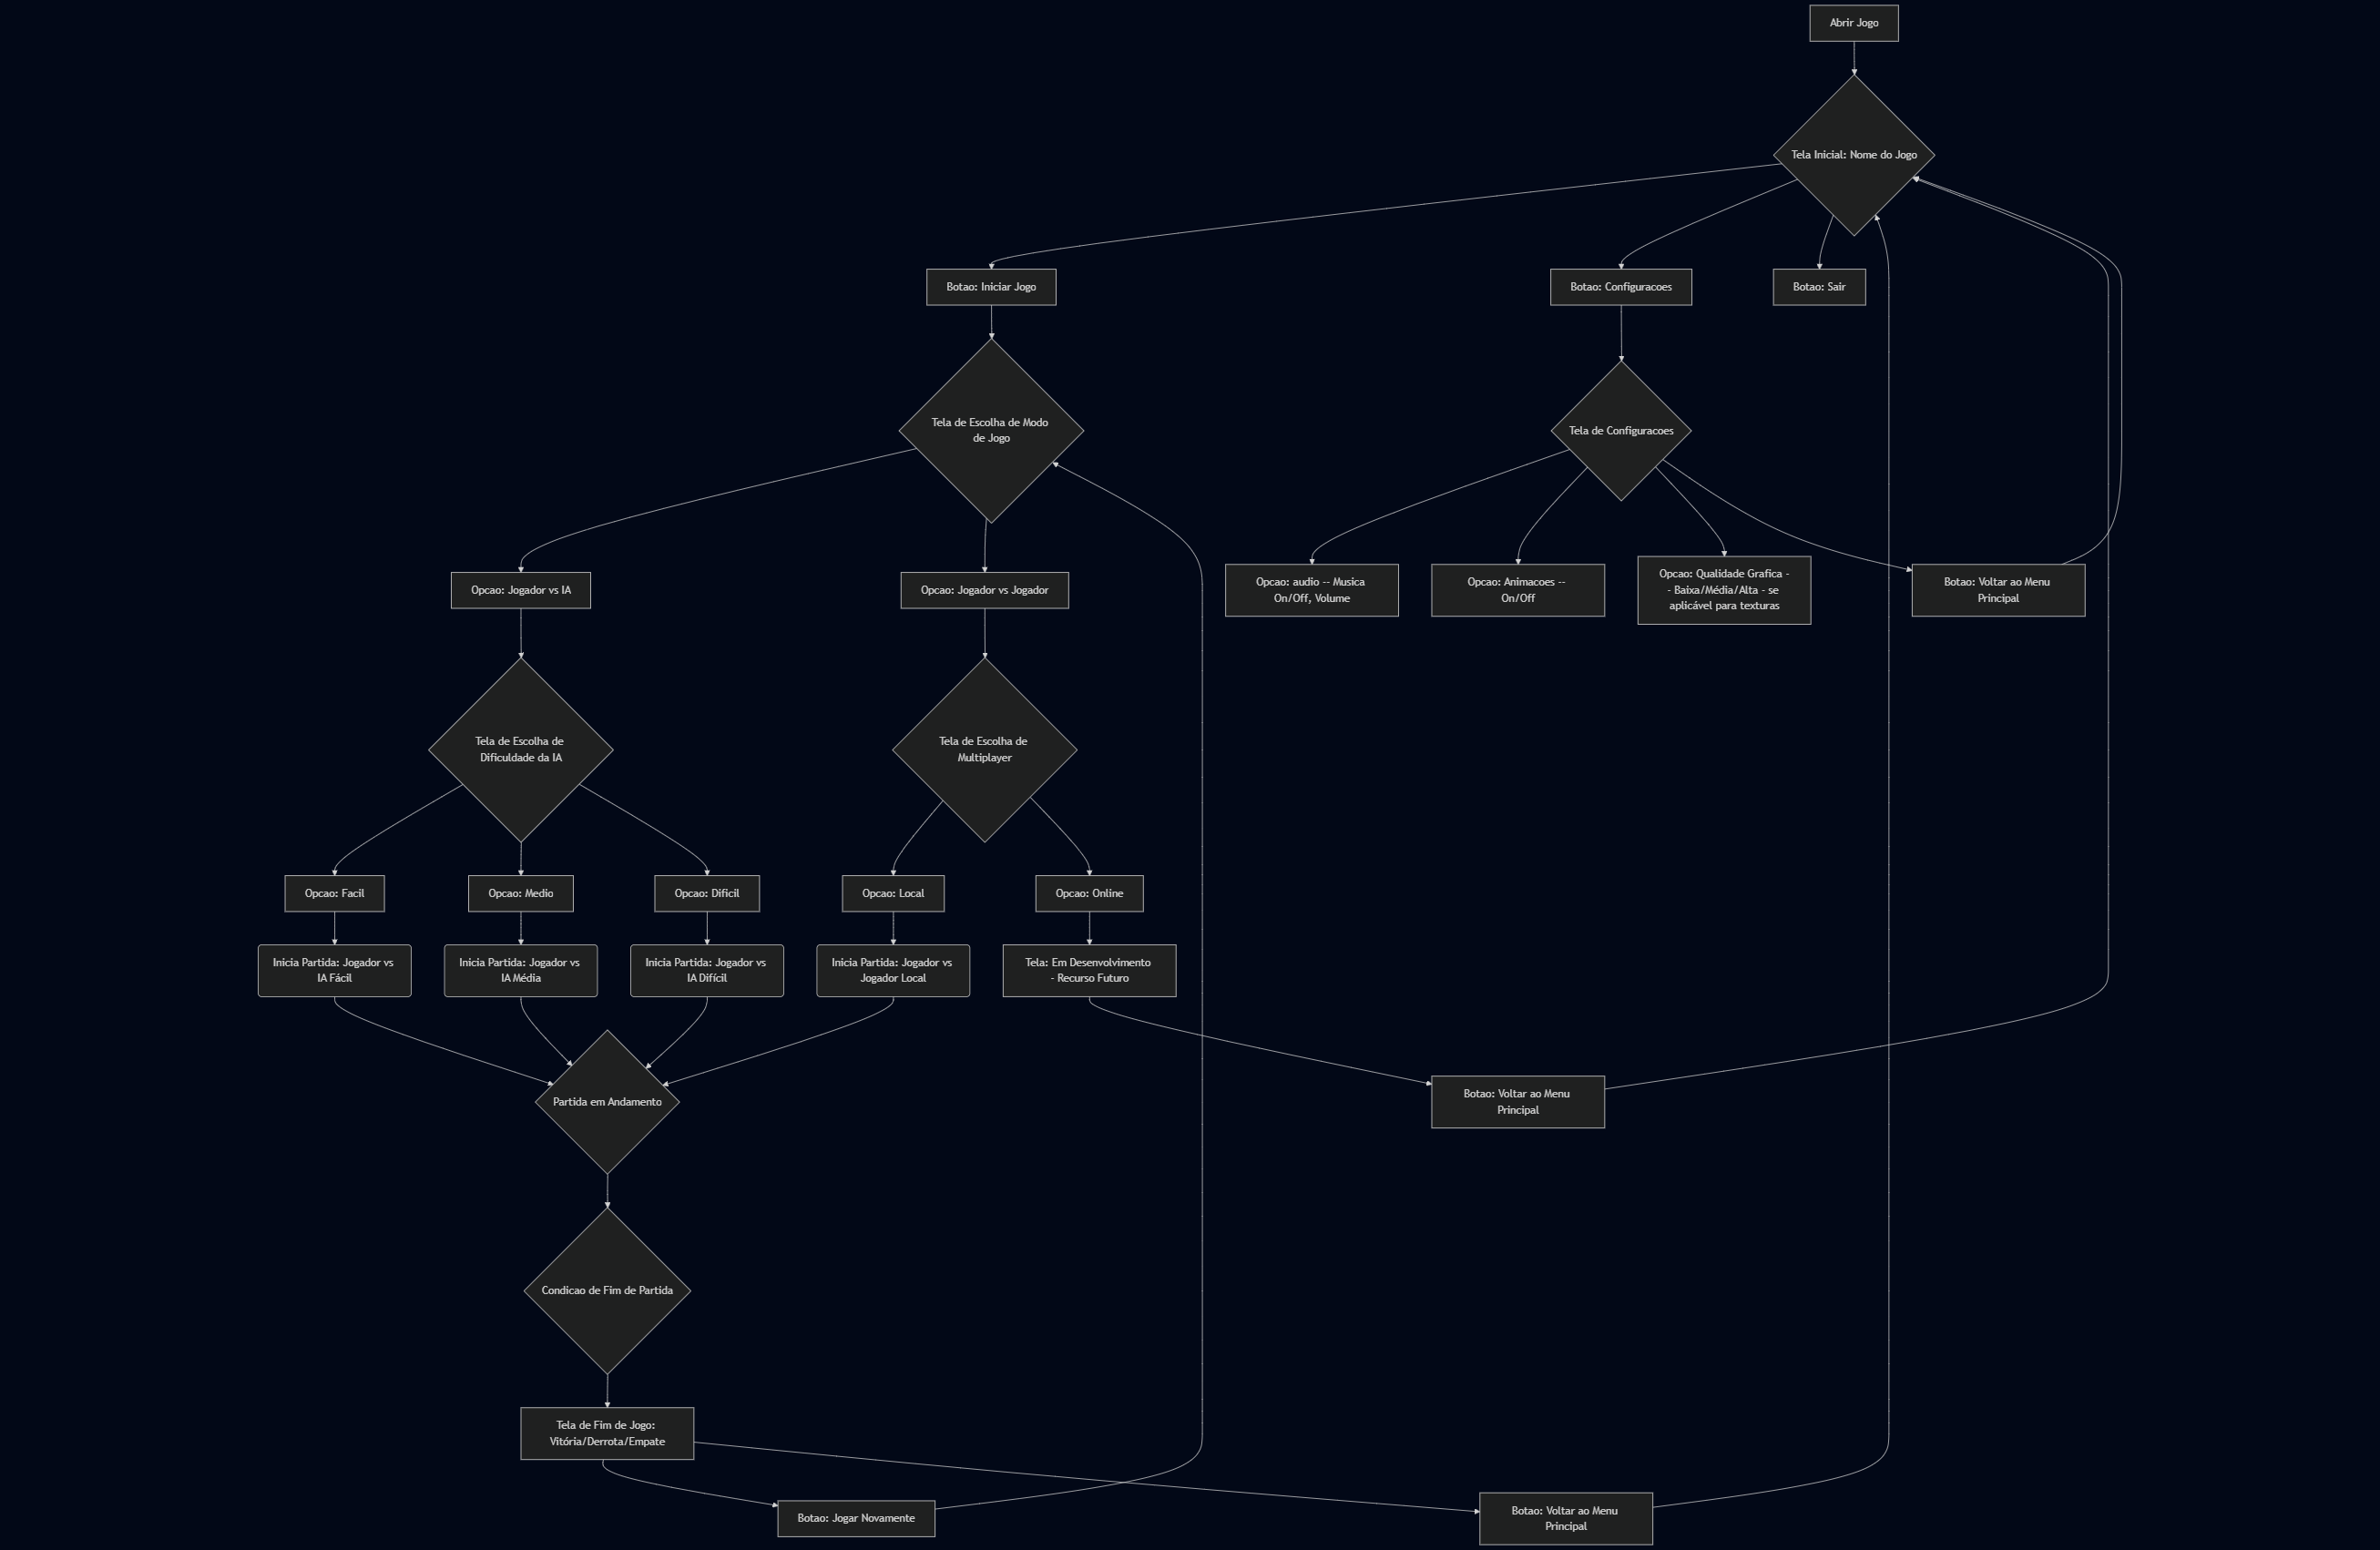 Abrir Jogo
Tela Inicial: Nome do Jogo
Botao: Iniciar Jogo
Botao: Configuracoes
Botao: Sair
Tela de Escolha de Modo
de Jogo
Tela de Configuracoes
Opcao: Jogador vs IA
Opcao: Jogador vs Jogador
Opcao: audio -- Musica
On/Off, Volume
Opcao: Animacoes --
On/Off
Opcao: Qualidade Grafica -
- Baixa/Média/Alta - se
aplicável para texturas
Botao: Voltar ao Menu
Principal
Tela de Escolha de
Dificuldade da IA
Tela de Escolha de
Multiplayer
Opcao: Facil
Opcao: Medio
Opcao: Dificil
Opcao: Local
Opcao: Online
Inicia Partida: Jogador vs
IA Fácil
Inicia Partida: Jogador vs
IA Média
Inicia Partida: Jogador vs
IA Difícil
Inicia Partida: Jogador vs
Jogador Local
Tela: Em Desenvolvimento
- Recurso Futuro
Partida em Andamento
Botao: Voltar ao Menu
Principal
Condicao de Fim de Partida
Tela de Fim de Jogo:
Vitória/Derrota/Empate
Botao: Jogar Novamente
Botao: Voltar ao Menu
Principal